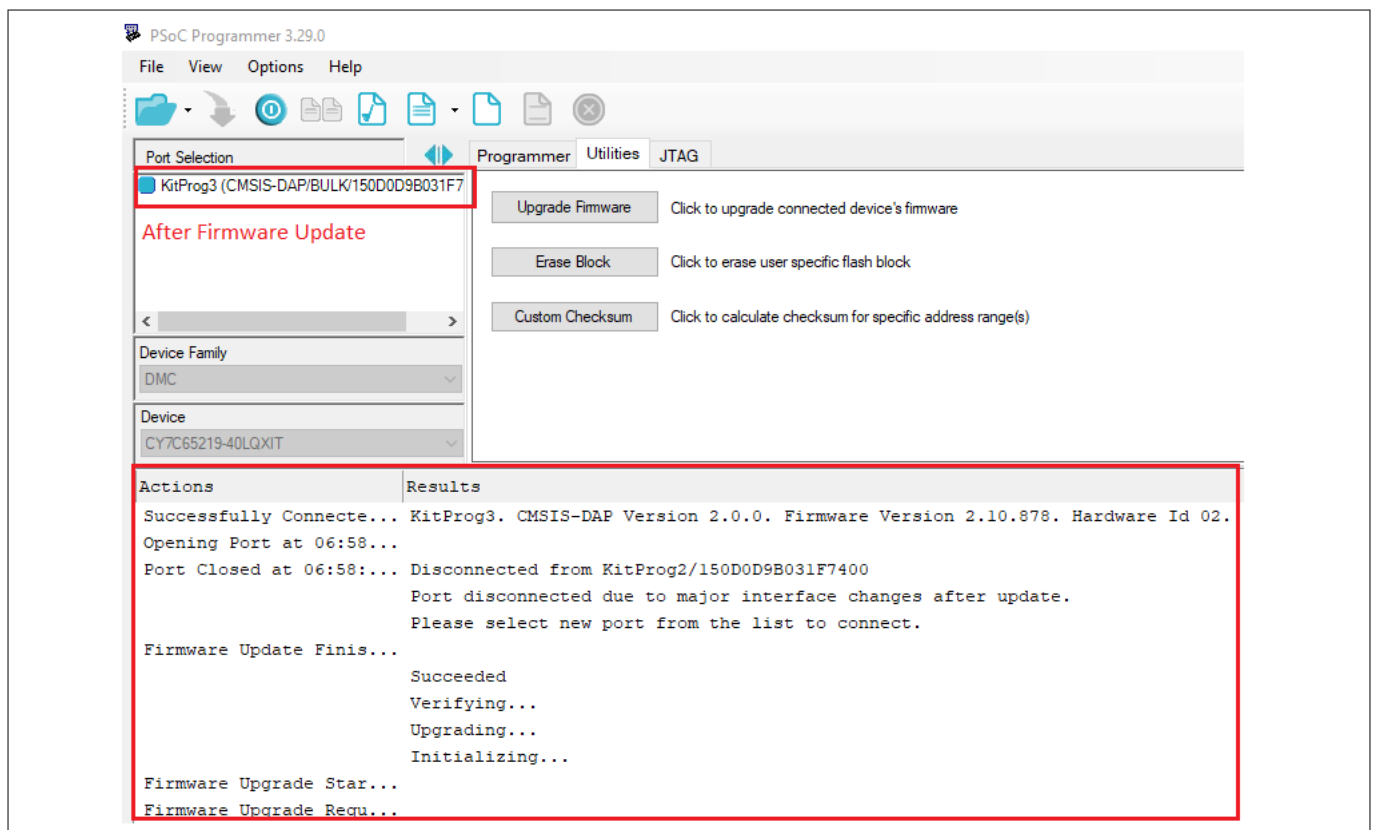 PSoC Programmer 3.29.0
File View Options Help
Port Selection
Programmer Utilities JTAG
KitProg3 (CMSIS-DAP/BULK/150D0D9B031F7
After Firmware Update
Upgrade Firmware Click to upgrade connected device's firmware
Erase Block Click to erase user specific flash block
Custom Checksum Click to calculate checksum for specific address range(s)
Device Family
DMC
Device
CY7C65219-40LQXIT
Actions Results
Successfully Connecte... KitProg3. CMSIS-DAP Version 2.0.0. Firmware Version 2.10.878. Hardware Id 02.
Opening Port at 06:58...
Port Closed at 06:58:... Disconnected from KitProg2/150D0D9B031F7400
Port disconnected due to major interface changes after update.
Please select new port from the list to connect.
Firmware Update Finis...
Succeeded
Verifying...
Upgrading...
Initializing...
Firmware Upgrade Star...
Firmware Upgrade Requ...